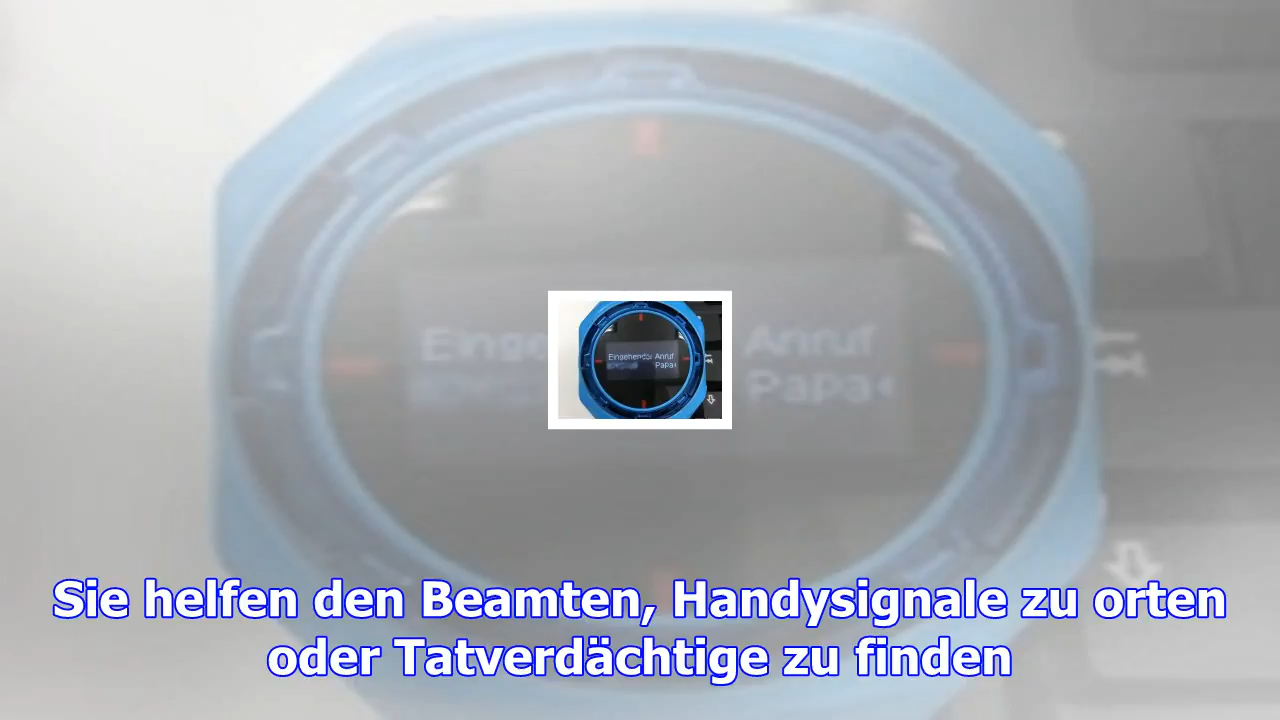 Eingehender Anruf
Papa
Sie helfen den Beamten, Handysignale zu orten
oder Tatverdächtige zu finden